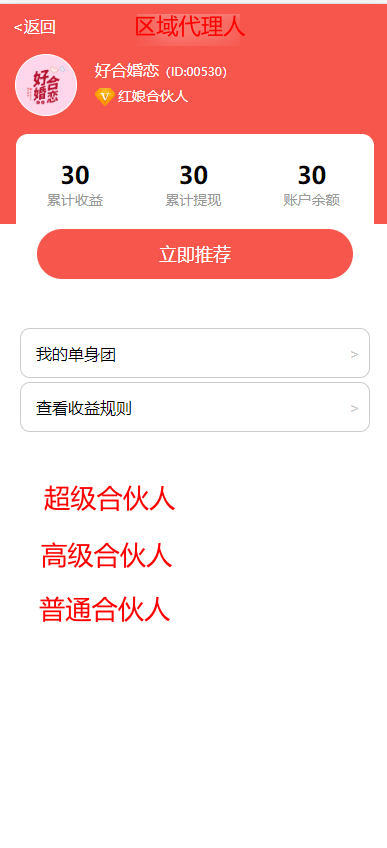 <返回
区域代理人
好合婚恋
好合婚恋（ID:00530）
V 红娘合伙人
30 30 30
累计收益 累计提现 账户余额
立即推荐
我的单身团 >
查看收益规则 >
超级合伙人
高级合伙人
普通合伙人